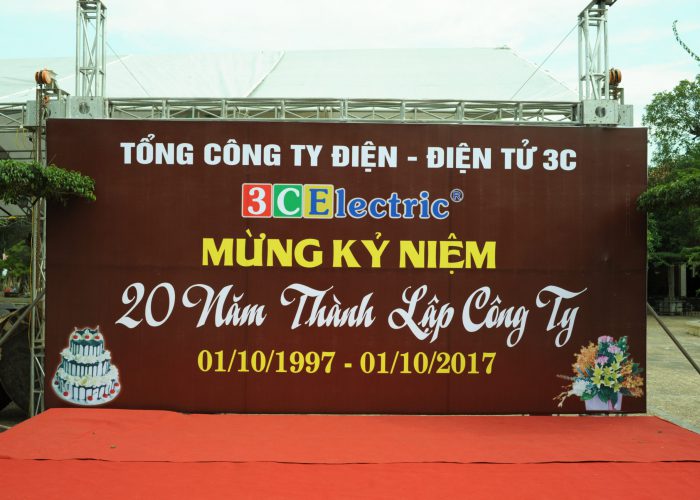 TỔNG CÔNG TY ĐIỆN - ĐIỆN TỬ 3C
3CElectric®
MỪNG KỶ NIỆM
20 Năm Thành Lập Công Ty
01/10/1997 - 01/10/2017